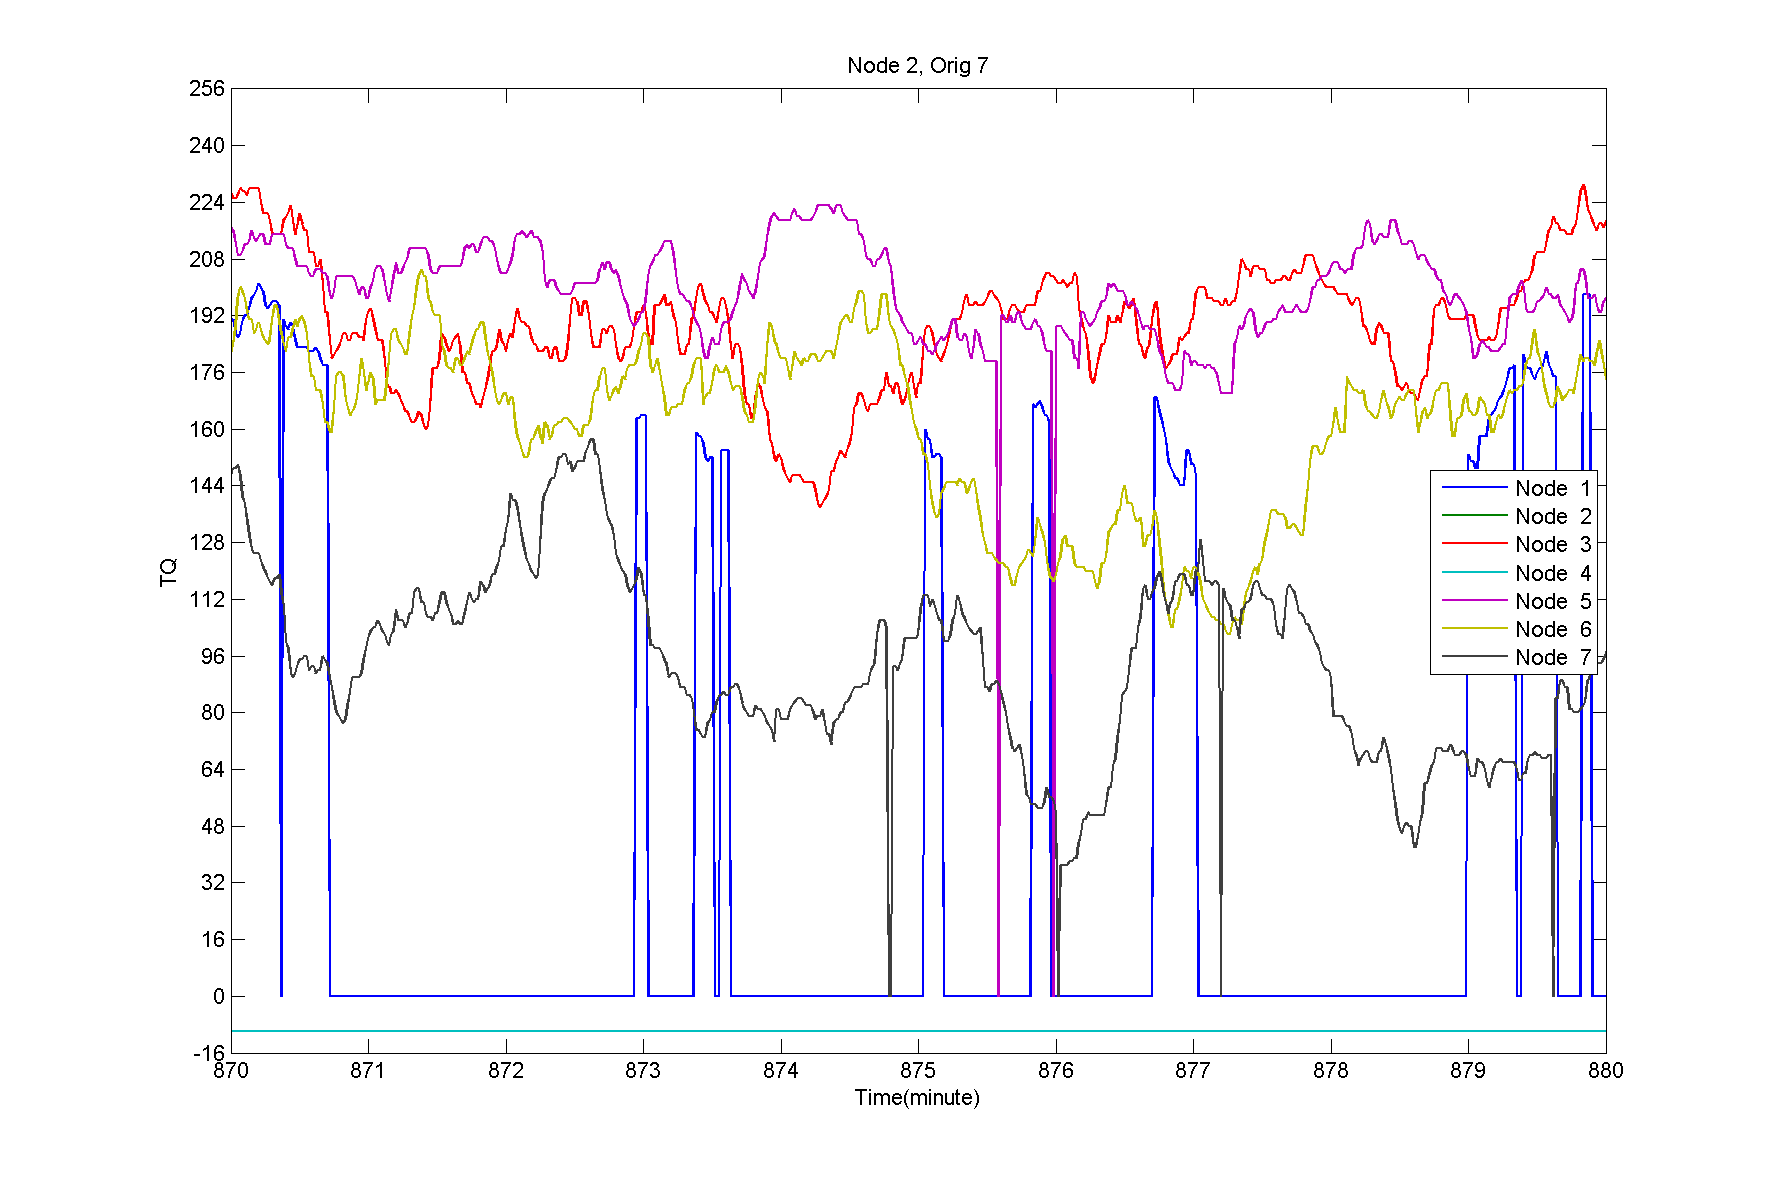 Node 2, Orig 7
256
240
224
208
192
176
160
144
128
112
96
80
64
48
32
16
0
-16
TQ
Node 1
Node 2
Node 3
Node 4
Node 5
Node 6
Node 7
870 871 872 873 874 875 876 877 878 879 880
Time(minute)